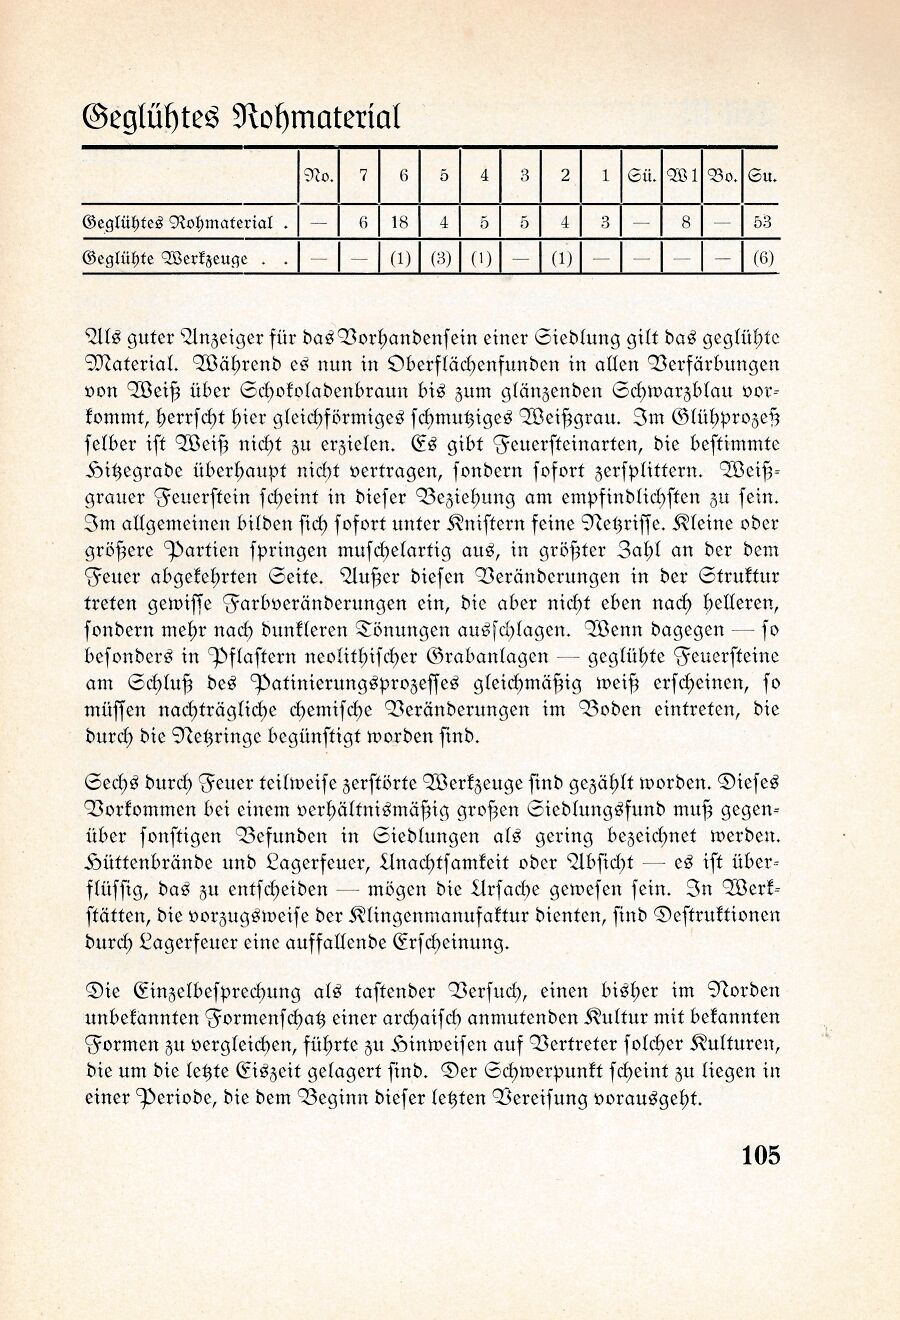 Geglühtes Rohmaterial
No. 7 6 5 4 3 2 1 Sü. W1 Bo. Su.
Geglühtes Rohmaterial . — 6 18 4 5 5 4 3 — 8 — 53
Geglühte Werkzeuge . . — — (1) (3) (1) — (1) — — — — (6)
Als guter Anzeiger für das Vorhandensein einer Siedlung gilt das geglühte
Material. Während es nun in Oberflächenfunden in allen Verfärbungen
von Weiß über Schokoladenbraun bis zum glänzenden Schwarzblau vor-
kommt, herrscht hier gleichförmiges schmutziges Weißgrau. Im Glühprozeß
selber ist Weiß nicht zu erzielen. Es gibt Feuersteinarten, die bestimmte
Hitzegrade überhaupt nicht vertragen, sondern sofort zersplittern. Weiß-
grauer Feuerstein scheint in dieser Beziehung am empfindlichsten zu sein.
Im allgemeinen bilden sich sofort unter Knistern feine Netzrisse. Kleine oder
größere Partien springen muschelartig aus, in größter Zahl an der dem
Feuer abgekehrten Seite. Außer diesen Veränderungen in der Struktur
treten gewisse Farbveränderungen ein, die aber nicht eben nach helleren,
sondern mehr nach dunkleren Tönungen ausschlagen. Wenn dagegen — so
besonders in Pflastern neolithischer Grabanlagen — geglühte Feuersteine
am Schluß des Patinierungsprozesses gleichmäßig weiß erscheinen, so
müssen nachträgliche chemische Veränderungen im Boden eintreten, die
durch die Netzringe begünstigt worden sind.
Sechs durch Feuer teilweise zerstörte Werkzeuge sind gezählt worden. Dieses
Vorkommen bei einem verhältnismäßig großen Siedlungsfund muß gegen-
über sonstigen Befunden in Siedlungen als gering bezeichnet werden.
Hüttenbrände und Lagerfeuer, Unachtsamkeit oder Absicht — es ist über-
flüssig, das zu entscheiden — mögen die Ursache gewesen sein. In Werk-
stätten, die vorzugsweise der Klingenmanufaktur dienten, sind Destruktionen
durch Lagerfeuer eine auffallende Erscheinung.
Die Einzelbesprechung als tastender Versuch, einen bisher im Norden
unbekannten Formenschatz einer archaisch anmutenden Kultur mit bekannten
Formen zu vergleichen, führte zu Hinweisen auf Vertreter solcher Kulturen,
die um die letzte Eiszeit gelagert sind. Der Schwerpunkt scheint zu liegen in
einer Periode, die dem Beginn dieser letzten Vereisung vorausgeht.
105